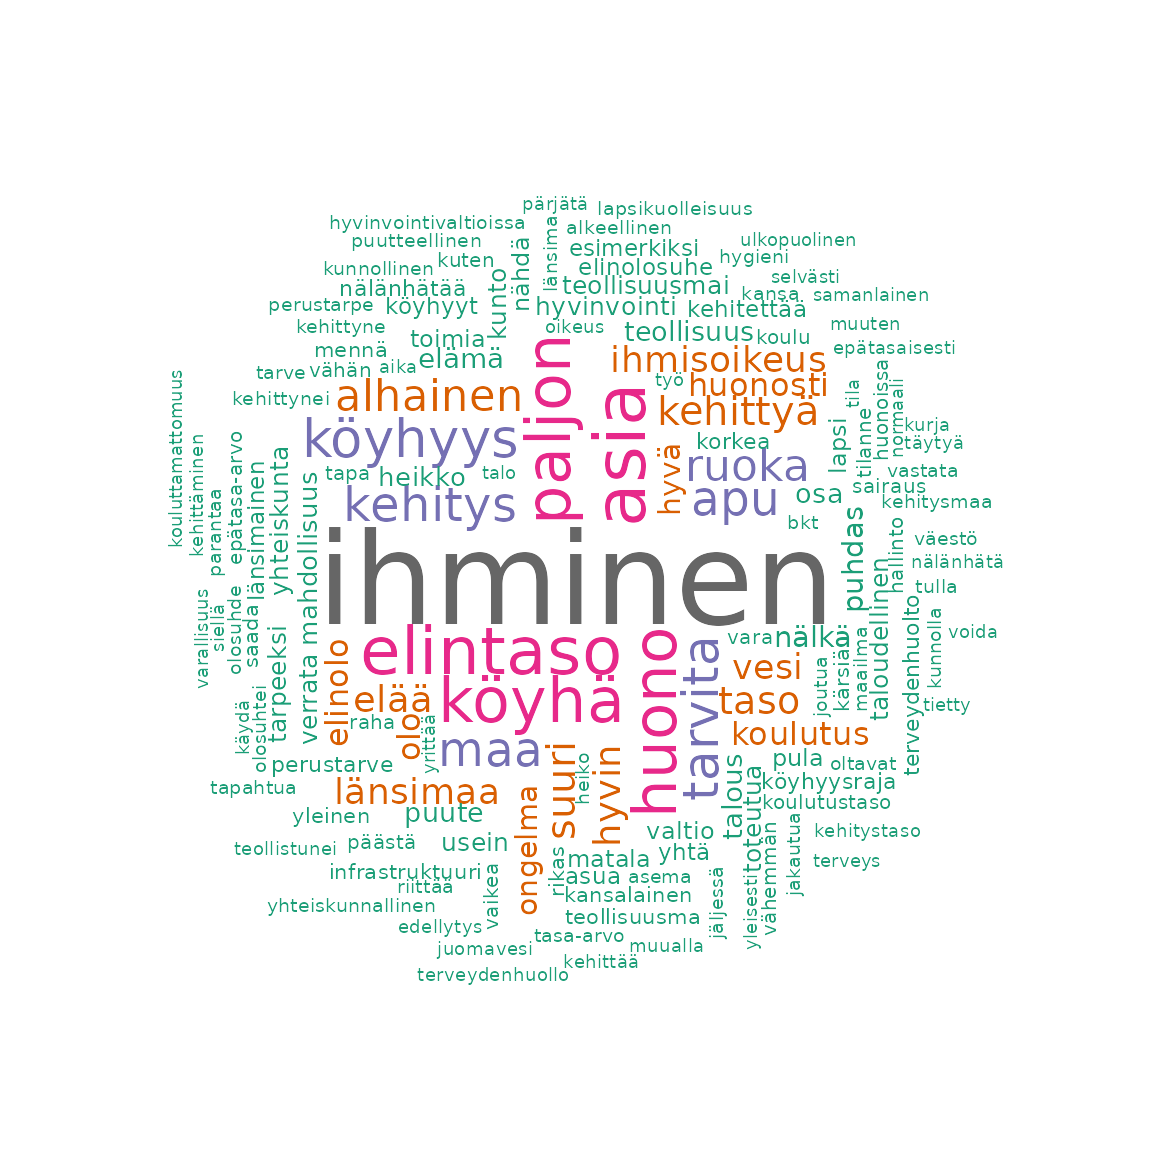 pärjätä
lapsikuolleisuus
hyvinvointivaltioissa
alkeellinen
länsima
puutteellinen
nähdä
esimerkiksi
ulkopuolinen
kuten
elinolosuhe
hygieni
kunnollinen
selvästi
nälänhätää
kunto
teollisuusmai
kansa
samanlainen
perustarpe
köyhyyt
hyvinvointi
kehitettää
kehittyne
toimia
oikeus
teollisuus
koulu
muuten
mennä
elämä
paljon
ihmisoikeus
epätasaisesti
tarve
vähän
aika
asia
työ
huonosti
tila
huonoissa
normaali
kehittynei
alhainen
kehittyä
kurja
kouluttamattomuus
kehittäminen
epätasa-arvo
köyhyys
korkea
lapsi
tilanne
täytyä
parantaa
länsimainen
yhteiskunta
mahdollisuus
tapa
heikko
talo
hyvä
ruoka
vastata
kehitys
apu
osa
sairaus
kehitysmaa
bkt
puhdas
hallinto
väestö
ihminen
nälänhätä
taloudellinen
tulla
varallisuus
siellä
olosuhde
saada
tarpeeksi
verrata
elinolo
elintaso
huono
tarvita
vara
nälkä
maailma
terveydenhuolto
kunnolla
voida
vesi
kärsiä
joutua
köyhä
elää
taso
tietty
käydä
olosuhtei
raha
olo
yrittää
koulutus
maa
perustarve
suuri
hyvin
heiko
talous
toteutua
pula
oltavat
tapahtua
länsimaa
köyhyysraja
ongelma
koulutustaso
yleinen
puute
valtio
kehitystaso
teollistunei
päästä
usein
matala
yhtä
vähemmän
jakautua
terveys
infrastruktuuri
rikas
asua
asema
riittää
vaikea
kansalainen
jäljessä
yleisesti
yhteiskunnallinen
teollisuusma
edellytys
tasa-arvo
juomavesi
muualla
kehittää
terveydenhuollo